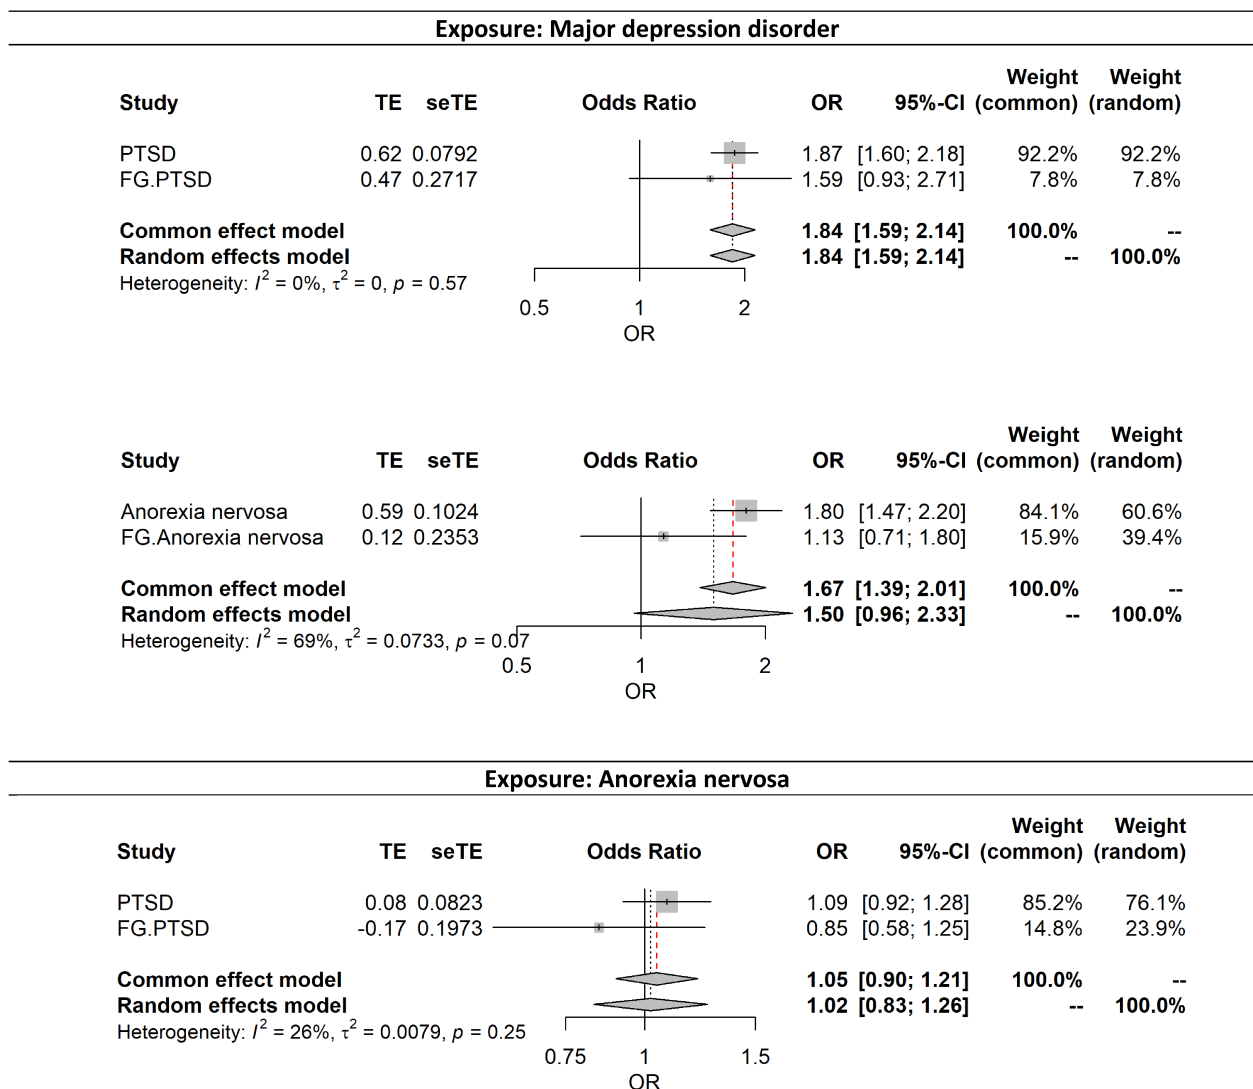 Exposure: Major depression disorder
Weight Weight
Study TE seTE Odds Ratio OR 95%-CI (common) (random)
PTSD 0.62 0.0792 1.87 [1.60; 2.18] 92.2% 92.2%
FG.PTSD 0.47 0.2717 1.59 [0.93; 2.71] 7.8% 7.8%
Common effect model 1.84 [1.59; 2.14] 100.0% --
Random effects model 1.84 [1.59; 2.14] -- 100.0%
Heterogeneity: I² = 0%, τ² = 0, p = 0.57
0.5 1 2
OR
Weight Weight
Study TE seTE Odds Ratio OR 95%-CI (common) (random)
Anorexia nervosa 0.59 0.1024 1.80 [1.47; 2.20] 84.1% 60.6%
FG.Anorexia nervosa 0.12 0.2353 1.13 [0.71; 1.80] 15.9% 39.4%
Common effect model 1.67 [1.39; 2.01] 100.0% --
Random effects model 1.50 [0.96; 2.33] -- 100.0%
Heterogeneity: I² = 69%, τ² = 0.0733, p = 0.07
0.5 1 2
OR
Exposure: Anorexia nervosa
Weight Weight
Study TE seTE Odds Ratio OR 95%-CI (common) (random)
PTSD 0.08 0.0823 1.09 [0.92; 1.28] 85.2% 76.1%
FG.PTSD -0.17 0.1973 0.85 [0.58; 1.25] 14.8% 23.9%
Common effect model 1.05 [0.90; 1.21] 100.0% --
Random effects model 1.02 [0.83; 1.26] -- 100.0%
Heterogeneity: I² = 26%, τ² = 0.0079, p = 0.25
0.75 1 1.5
OR